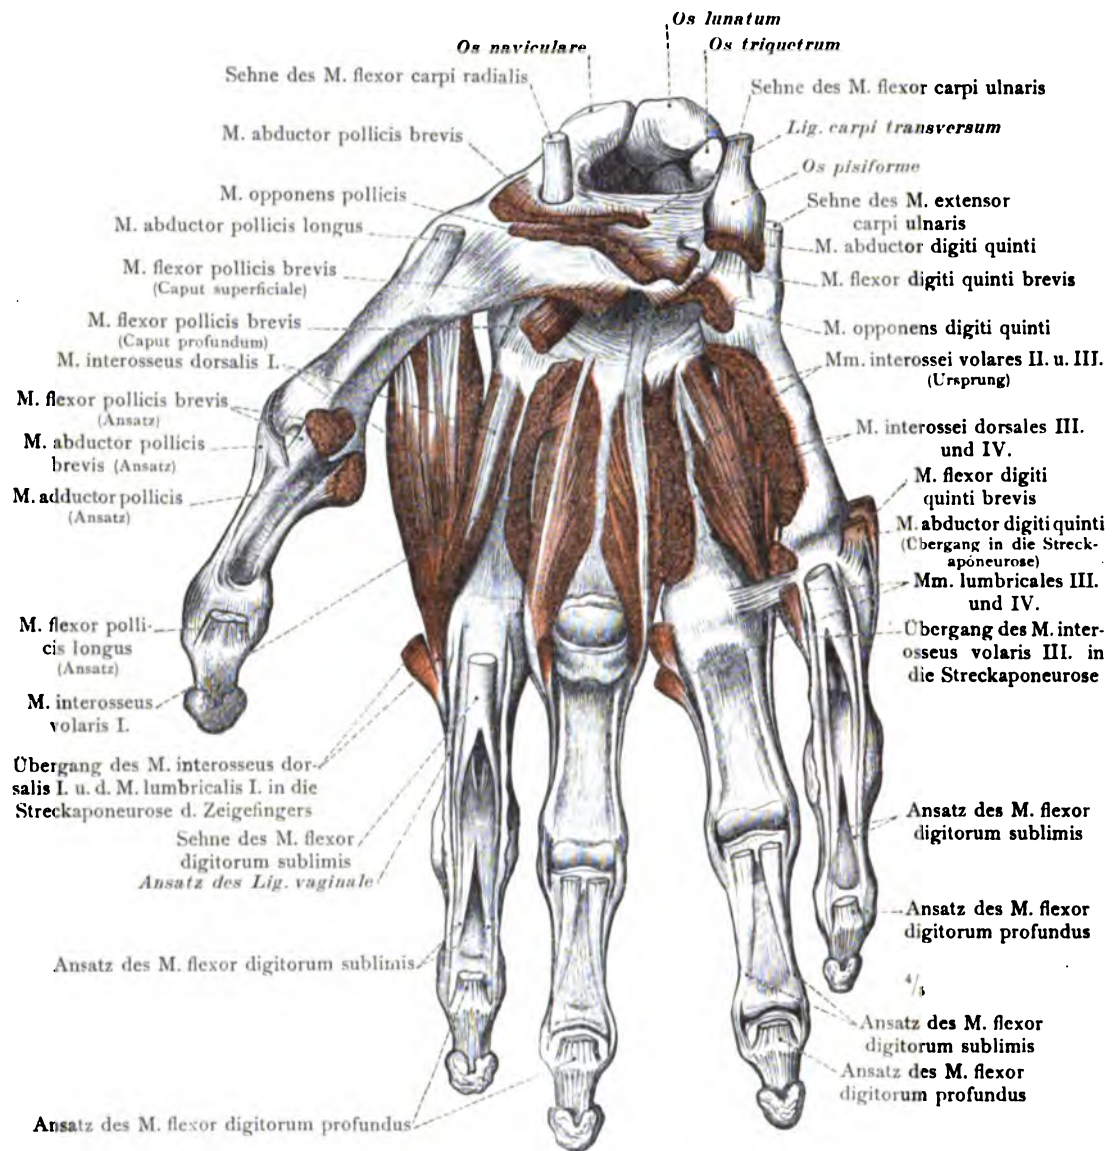 Os lunatum
Os naviculare
Os triquetrum
Sehne des M. flexor carpi radialis
M. abductor pollicis brevis
M. opponens pollicis
M. abductor pollicis longus
M. flexor pollicis brevis
(Caput superficiale)
M. flexor pollicis brevis
(Caput profundum)
M. interosseus dorsalis I.
M. flexor pollicis brevis
(Ansatz)
M. abductor pollicis
brevis (Ansatz)
M. adductor pollicis
(Ansatz)
M. flexor polli-
cis longus
(Ansatz)
M. interosseus
volaris I.
Übergang des M. interosseus dor-
salis I. u. d. M. lumbricalis I. in die
Streckaponeurose d. Zeigefingers
Sehne des M. flexor
digitorum sublimis
Ansatz des Lig. vaginale
Ansatz des M. flexor digitorum sublimis
Ansatz des M. flexor digitorum profundus
Sehne des M. flexor carpi ulnaris
Lig. carpi transversum
Os pisiforme
Sehne des M. extensor
carpi ulnaris
M. abductor digiti quinti
M. flexor digiti quinti brevis
M. opponens digiti quinti
Mm. interossei volares II. u. III.
(Ursprung)
M. interossei dorsales III.
und IV.
M. flexor digiti
quinti brevis
M. abductor digiti quinti
(Übergang in die Streck-
aponeurose)
Mm. lumbricales III.
und IV.
Übergang des M. inter-
osseus volaris III. in
die Streckaponeurose
Ansatz des M. flexor
digitorum sublimis
Ansatz des M. flexor
digitorum profundus
Ansatz des M. flexor
digitorum sublimis
Ansatz des M. flexor
digitorum profundus